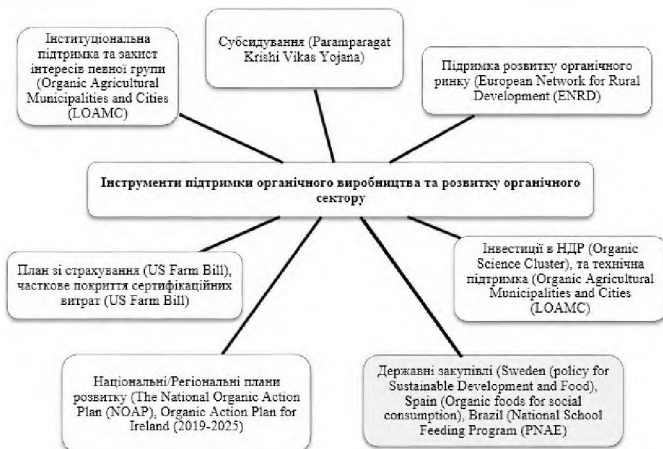 Інституціональна
підтримка та захист
інтересів певної групи
(Organic Agricultural
Municipalities and Cities
(LOAMC)
Субсидування (Paramparagat
Krishi Vikas Yojana)
Підримка розвитку органічного
ринку (European Network for Rural
Development (ENRD)
Інструменти підтримки органічного виробництва та розвитку органічного
сектору
План зі страхування (US Farm Bill),
часткове покриття сертифікаційних
витрат (US Farm Bill)
Інвестиції в НДР (Organic
Science Cluster), та технічна
підтримка (Organic Agricultural
Municipalities and Cities
(LOAMC)
Національні/Регіональні плани
розвитку (The National Organic Action
Plan (NOAP), Organic Action Plan for
Ireland (2019-2025)
Державні закупівлі (Sweden (policy for
Sustainable Development and Food),
Spain (Organic foods for social
consumption), Brazil (National School
Feeding Program (PNAE)